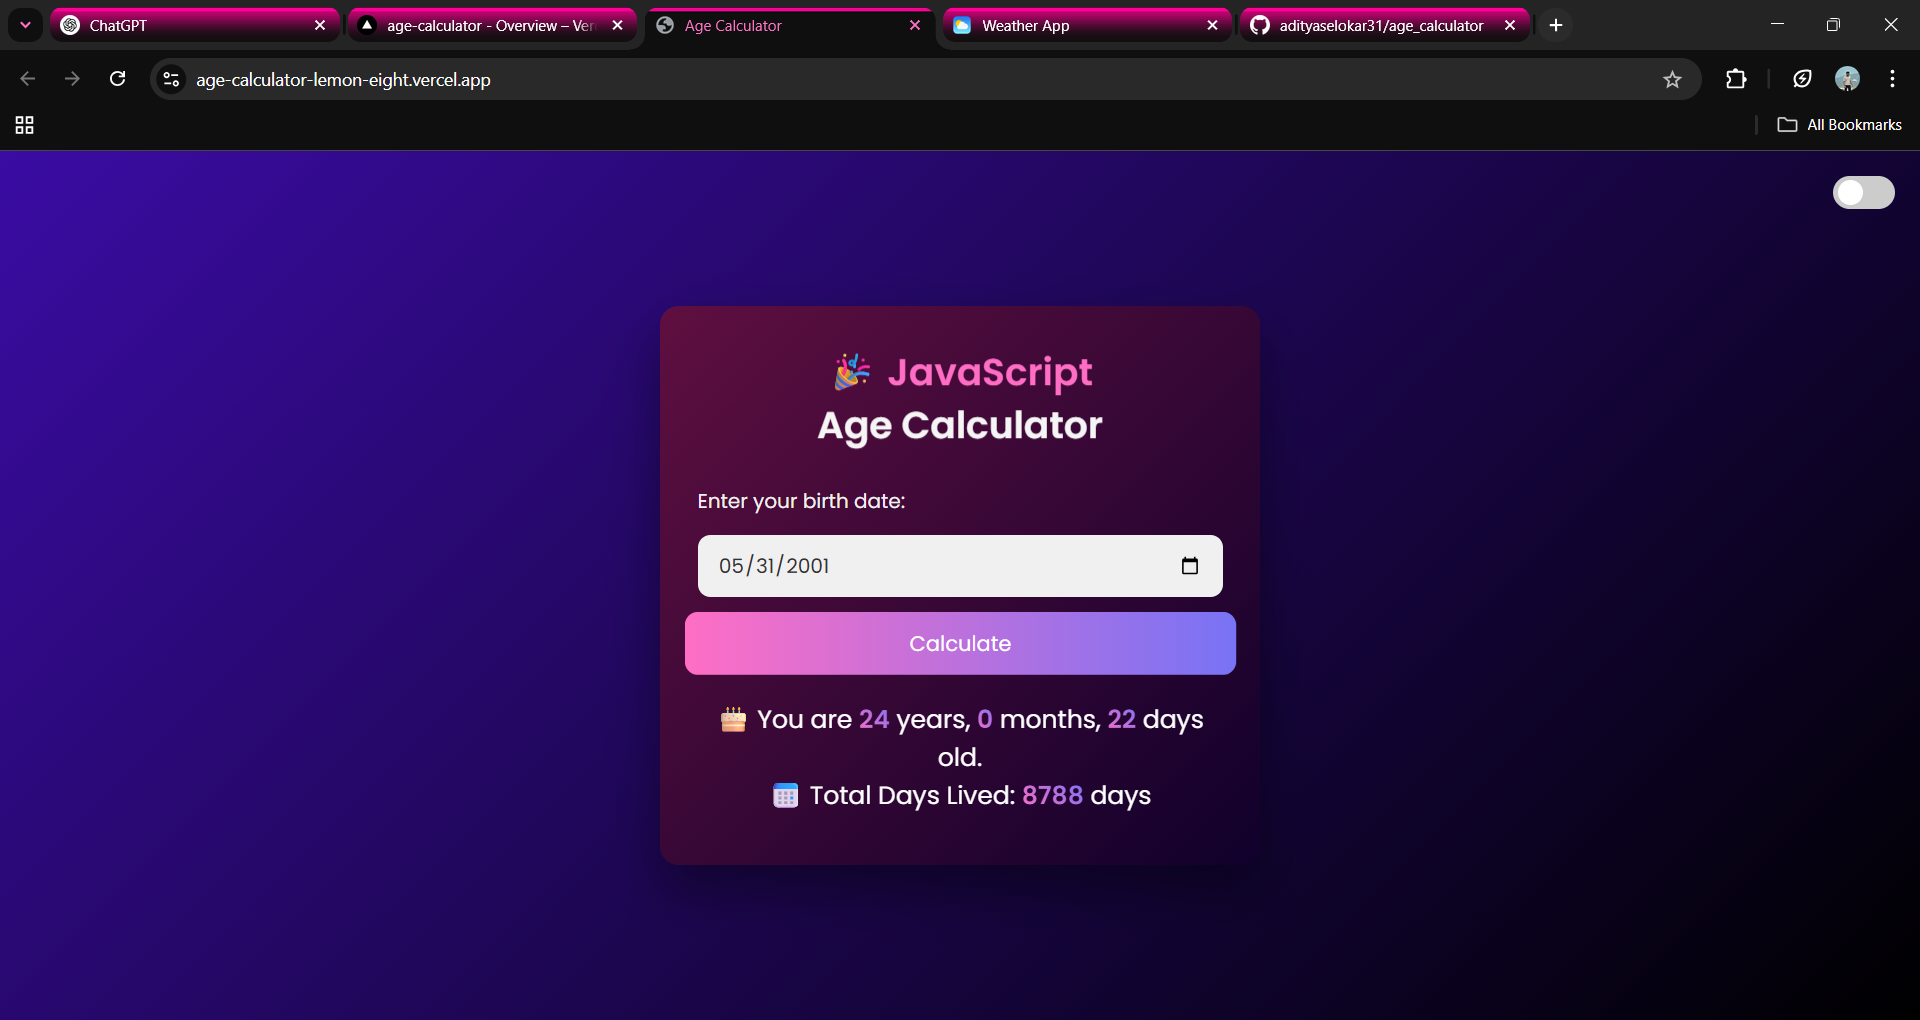 ChatGPT
age-calculator - Overview – Ver
Age Calculator
Weather App
adityaselokar31/age_calculator
age-calculator-lemon-eight.vercel.app
All Bookmarks
🎉 JavaScript
Age Calculator
Enter your birth date:
05/31/2001
Calculate
🎂 You are 24 years, 0 months, 22 days
old.
📅 Total Days Lived: 8788 days